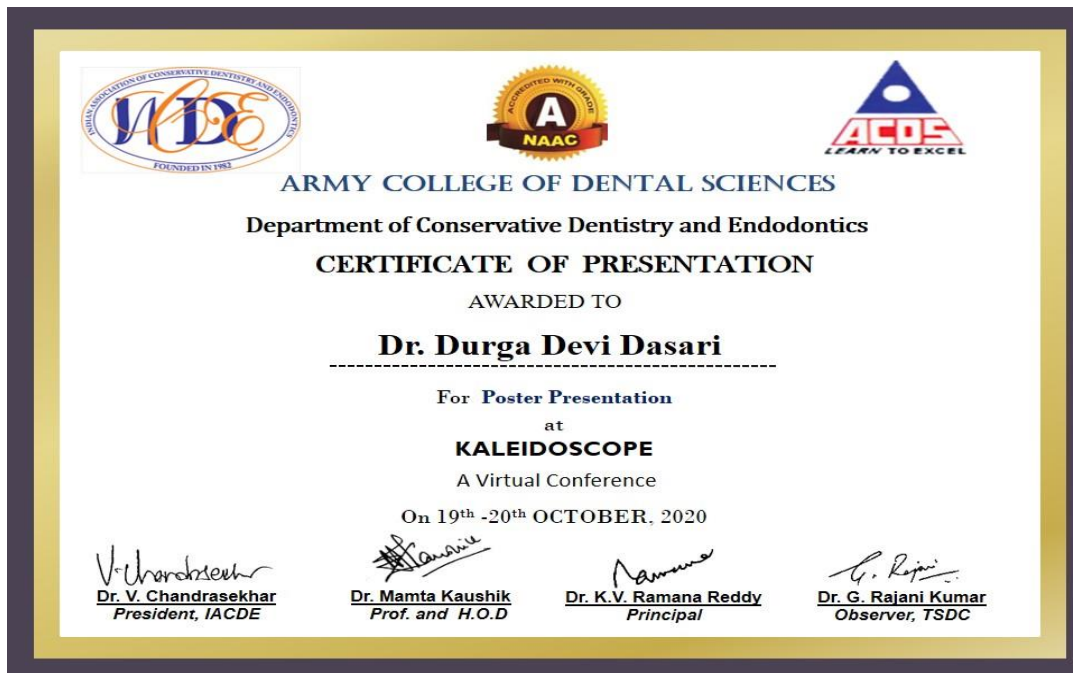 INDIAN ASSOCIATION OF CONSERVATIVE DENTISTRY AND ENDODONTICS
IACDE
FOUNDED IN 1982
ACCREDITED WITH GRADE
A
NAAC
ACDS
LEARN TO EXCEL
ARMY COLLEGE OF DENTAL SCIENCES
Department of Conservative Dentistry and Endodontics
CERTIFICATE OF PRESENTATION
AWARDED TO
Dr. Durga Devi Dasari
For Poster Presentation
at
KALEIDOSCOPE
A Virtual Conference
On 19th -20th OCTOBER, 2020
V. Chandrasekhar
Ramana
G. Rajani
Dr. V. Chandrasekhar
President, IACDE
Dr. Mamta Kaushik
Prof. and H.O.D
Dr. K.V. Ramana Reddy
Principal
Dr. G. Rajani Kumar
Observer, TSDC